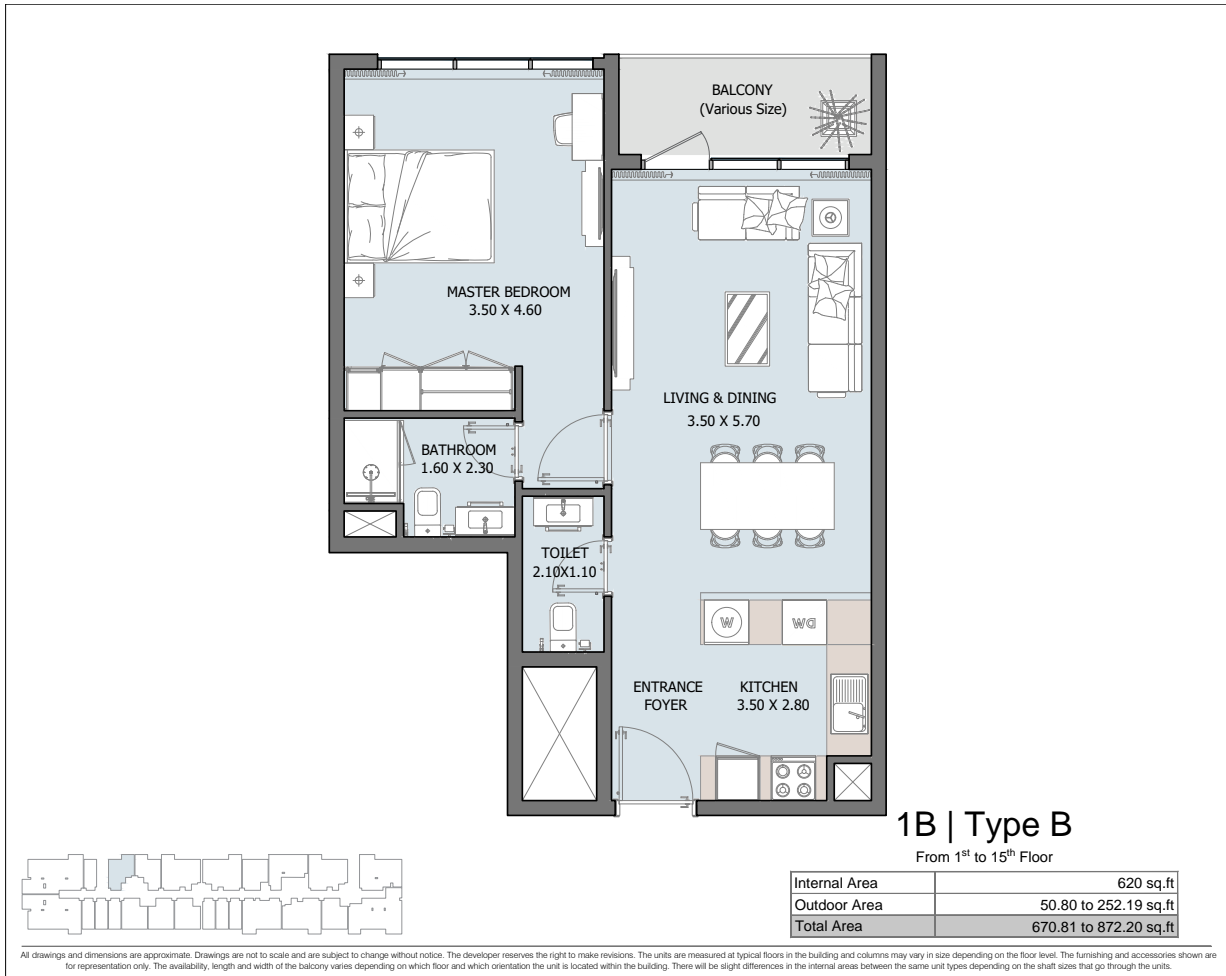 BALCONY
(Various Size)
MASTER BEDROOM
3.50 X 4.60
LIVING & DINING
3.50 X 5.70
BATHROOM
1.60 X 2.30
TOILET
2.10X1.10
W
DW
ENTRANCE
FOYER
KITCHEN
3.50 X 2.80
1B | Type B
From 1st to 15th Floor
Internal Area 620 sq.ft
Outdoor Area 50.80 to 252.19 sq.ft
Total Area 670.81 to 872.20 sq.ft
All drawings and dimensions are approximate. Drawings are not to scale and are subject to change without notice. The developer reserves the right to make revisions. The units are measured at typical floors in the building and columns may vary in size depending on the floor level. The furnishing and accessories shown are
for representation only. The availability, length and width of the balcony varies depending on which floor and which orientation the unit is located within the building. There will be slight differences in the internal areas between the same unit types depending on the shaft sizes that go through the units.